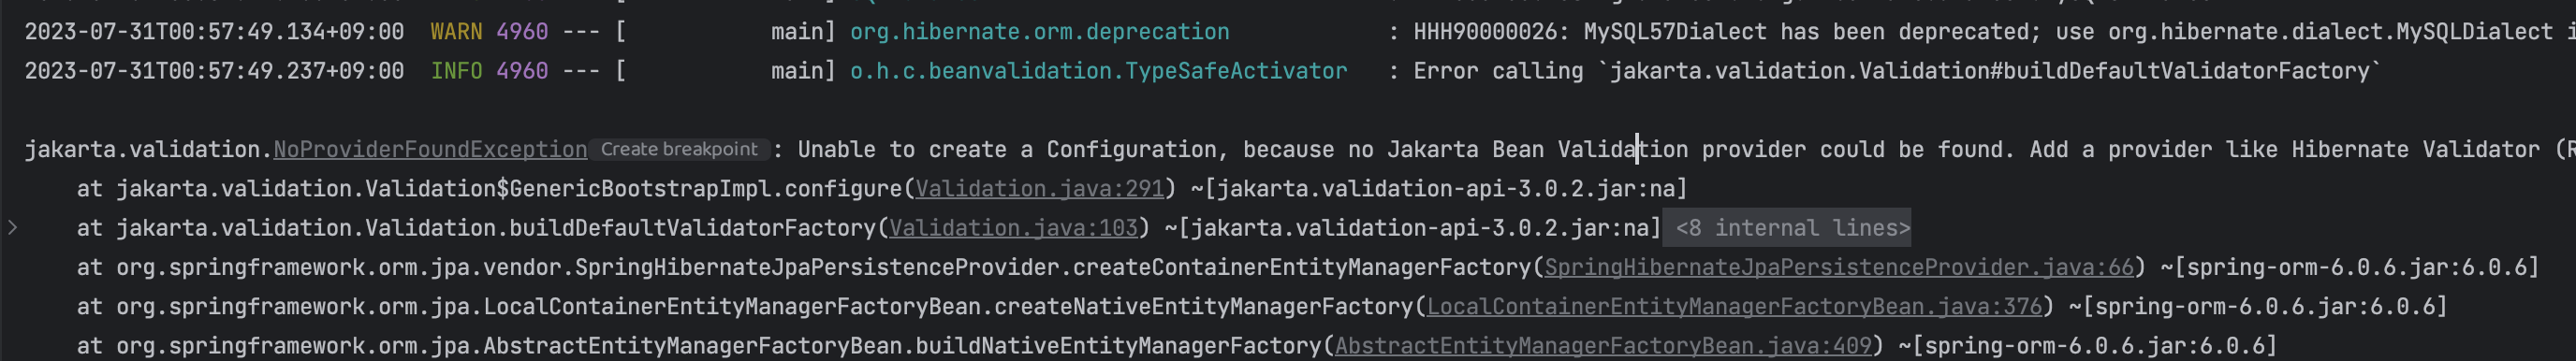 2023-07-31T00:57:49.134+09:00  WARN 4960 --- [           main] org.hibernate.orm.deprecation            : HHH90000026: MySQL57Dialect has been deprecated; use org.hibernate.dialect.MySQLDialect i
2023-07-31T00:57:49.237+09:00  INFO 4960 --- [           main] o.h.c.beanvalidation.TypeSafeActivator   : Error calling `jakarta.validation.Validation#buildDefaultValidatorFactory`
jakarta.validation.NoProviderFoundException Create breakpoint : Unable to create a Configuration, because no Jakarta Bean Validation provider could be found. Add a provider like Hibernate Validator (R
    at jakarta.validation.Validation$GenericBootstrapImpl.configure(Validation.java:291) ~[jakarta.validation-api-3.0.2.jar:na]
    at jakarta.validation.Validation.buildDefaultValidatorFactory(Validation.java:103) ~[jakarta.validation-api-3.0.2.jar:na] <8 internal lines>
    at org.springframework.orm.jpa.vendor.SpringHibernateJpaPersistenceProvider.createContainerEntityManagerFactory(SpringHibernateJpaPersistenceProvider.java:66) ~[spring-orm-6.0.6.jar:6.0.6]
    at org.springframework.orm.jpa.LocalContainerEntityManagerFactoryBean.createNativeEntityManagerFactory(LocalContainerEntityManagerFactoryBean.java:376) ~[spring-orm-6.0.6.jar:6.0.6]
    at org.springframework.orm.jpa.AbstractEntityManagerFactoryBean.buildNativeEntityManagerFactory(AbstractEntityManagerFactoryBean.java:409) ~[spring-orm-6.0.6.jar:6.0.6]